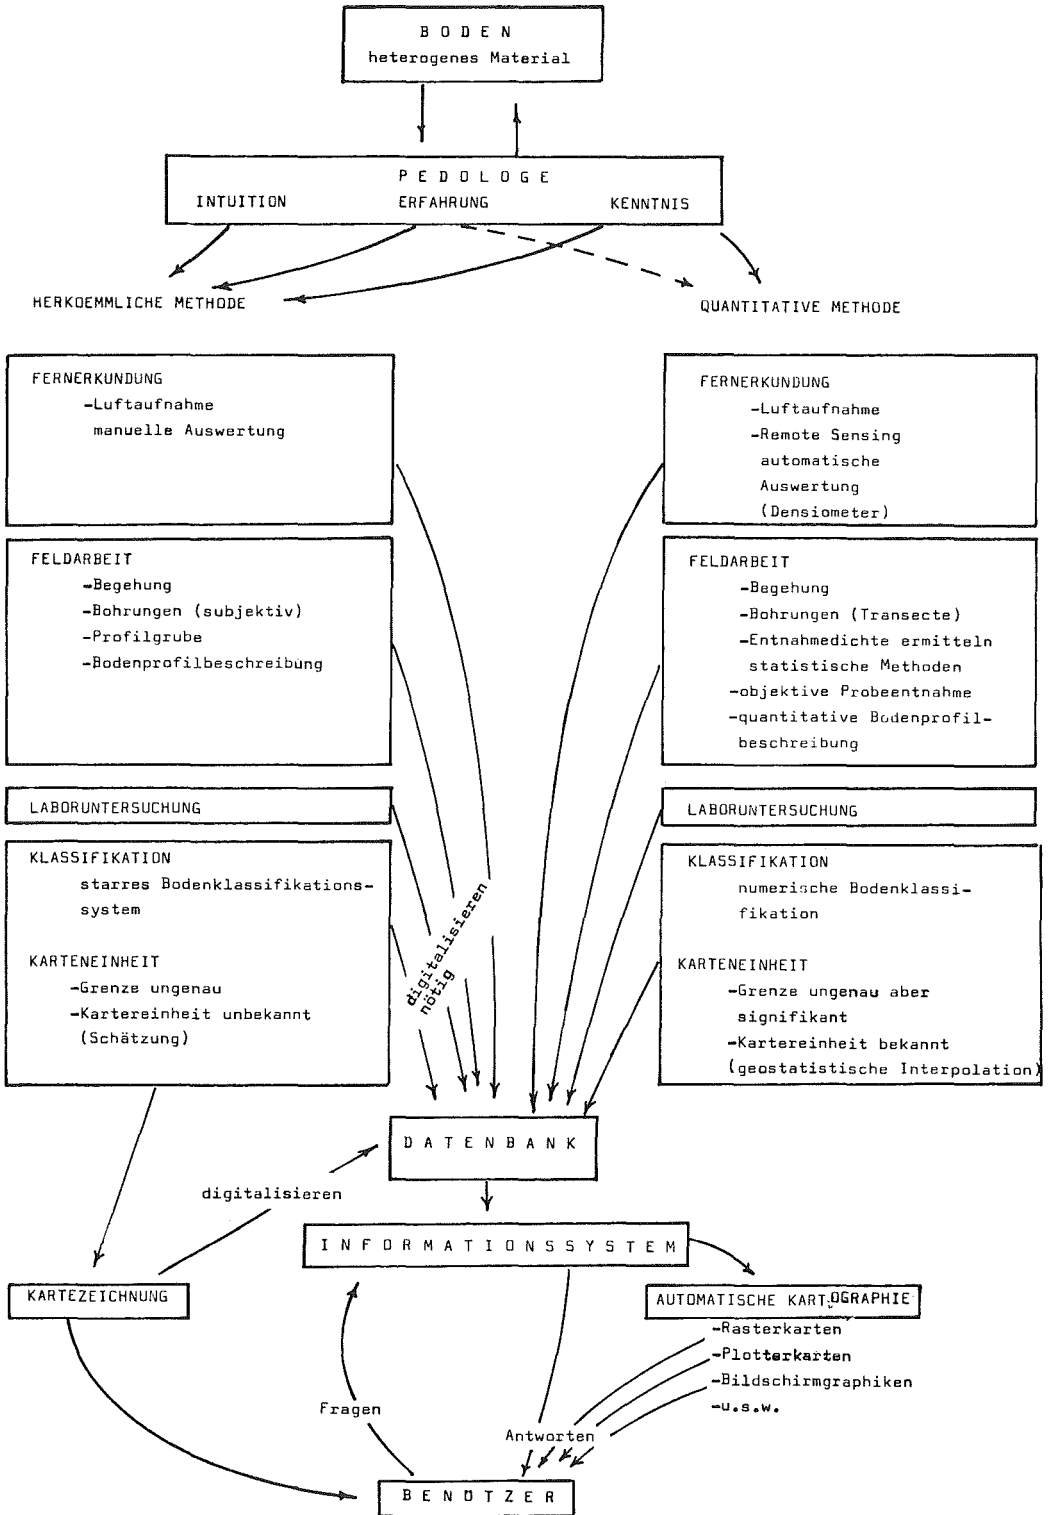 B O D E N
heterogenes Material
P E D O L O G E
INTUITION ERFAHRUNG KENNTNIS
HERKOEMMLICHE METHODE
QUANTITATIVE METHODE
FERNERKUNDUNG
-Luftaufnahme
manuelle Auswertung
FELDARBEIT
-Begehung
-Bohrungen (subjektiv)
-Profilgrube
-Bodenprofilbeschreibung
LABORUNTERSUCHUNG
KLASSIFIKATION
starres Bodenklassifikations-
system
KARTENEINHEIT
-Grenze ungenau
-Kartereinheit unbekannt
(Schätzung)
FERNERKUNDUNG
-Luftaufnahme
-Remote Sensing
automatische
Auswertung
(Densiometer)
FELDARBEIT
-Begehung
-Bohrungen (Transecte)
-Entnahmedichte ermitteln
statistische Methoden
-objektive Probeentnahme
-quantitative Bodenprofil-
beschreibung
LABORUNTERSUCHUNG
KLASSIFIKATION
numerische Bodenklassi-
fikation
KARTENEINHEIT
-Grenze ungenau aber
signifikant
-Kartereinheit bekannt
(geostatistische Interpolation)
digitalisieren
nötig
D A T E N B A N K
digitalisieren
I N F O R M A T I O N S S Y S T E M
KARTEZEICHNUNG
AUTOMATISCHE KARTOGRAPHIE
-Rasterkarten
-Plotterkarten
-Bildschirmgraphiken
-u.s.w.
Fragen
Antworten
B E N Ü T Z E R